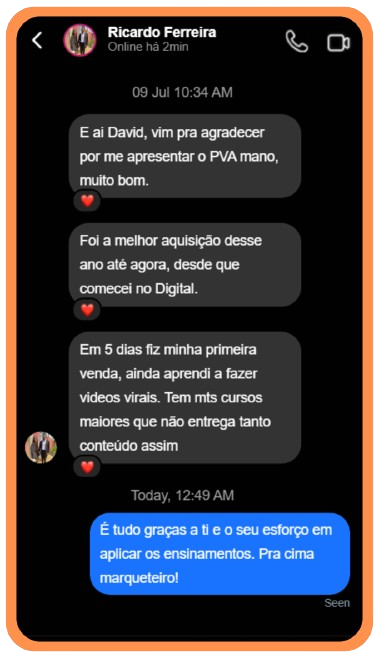 Ricardo Ferreira
Online há 2min
09 Jul 10:34 AM
E ai David, vim pra agradecer
por me apresentar o PVA mano,
muito bom.
Foi a melhor aquisição desse
ano até agora, desde que
comecei no Digital.
Em 5 dias fiz minha primeira
venda, ainda aprendi a fazer
videos virais. Tem mts cursos
maiores que não entrega tanto
conteúdo assim
Today, 12:49 AM
É tudo graças a ti e o seu esforço em
aplicar os ensinamentos. Pra cima
marqueteiro!
Seen